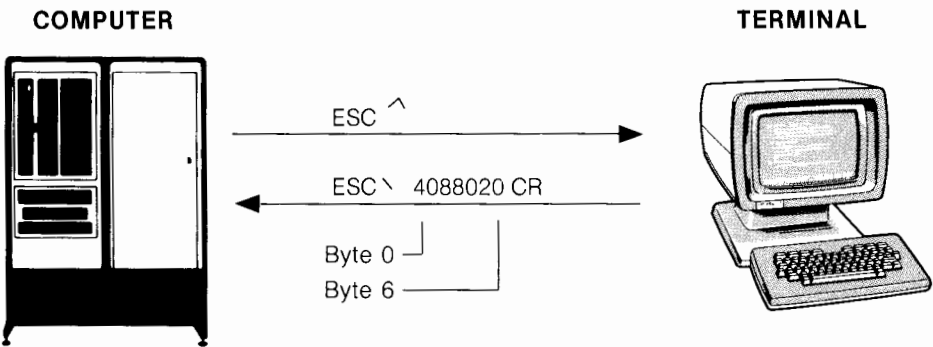 COMPUTER
TERMINAL
ESC ^
ESC \ 4088020 CR
Byte 0
Byte 6